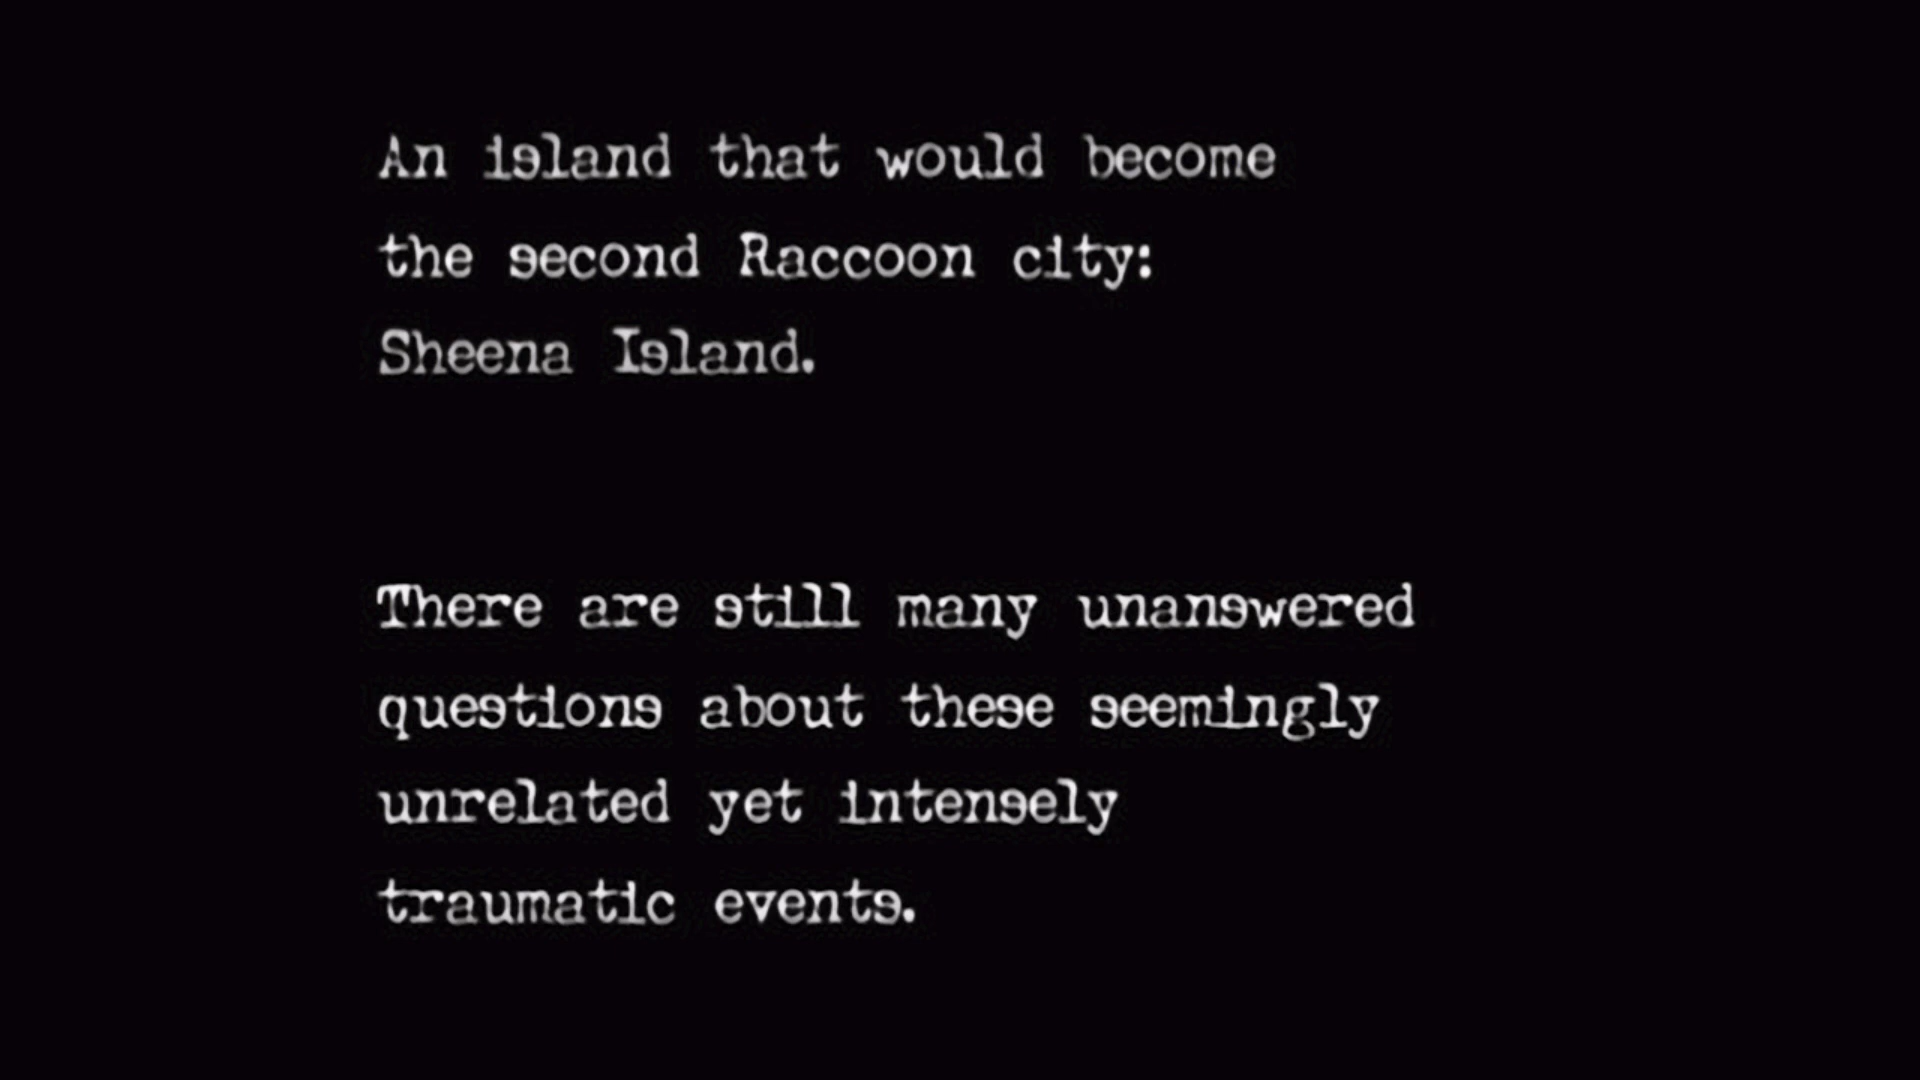 An island that would become
the second Raccoon city:
Sheena Island.
There are still many unanswered
questions about these seemingly
unrelated yet intensely
traumatic events.